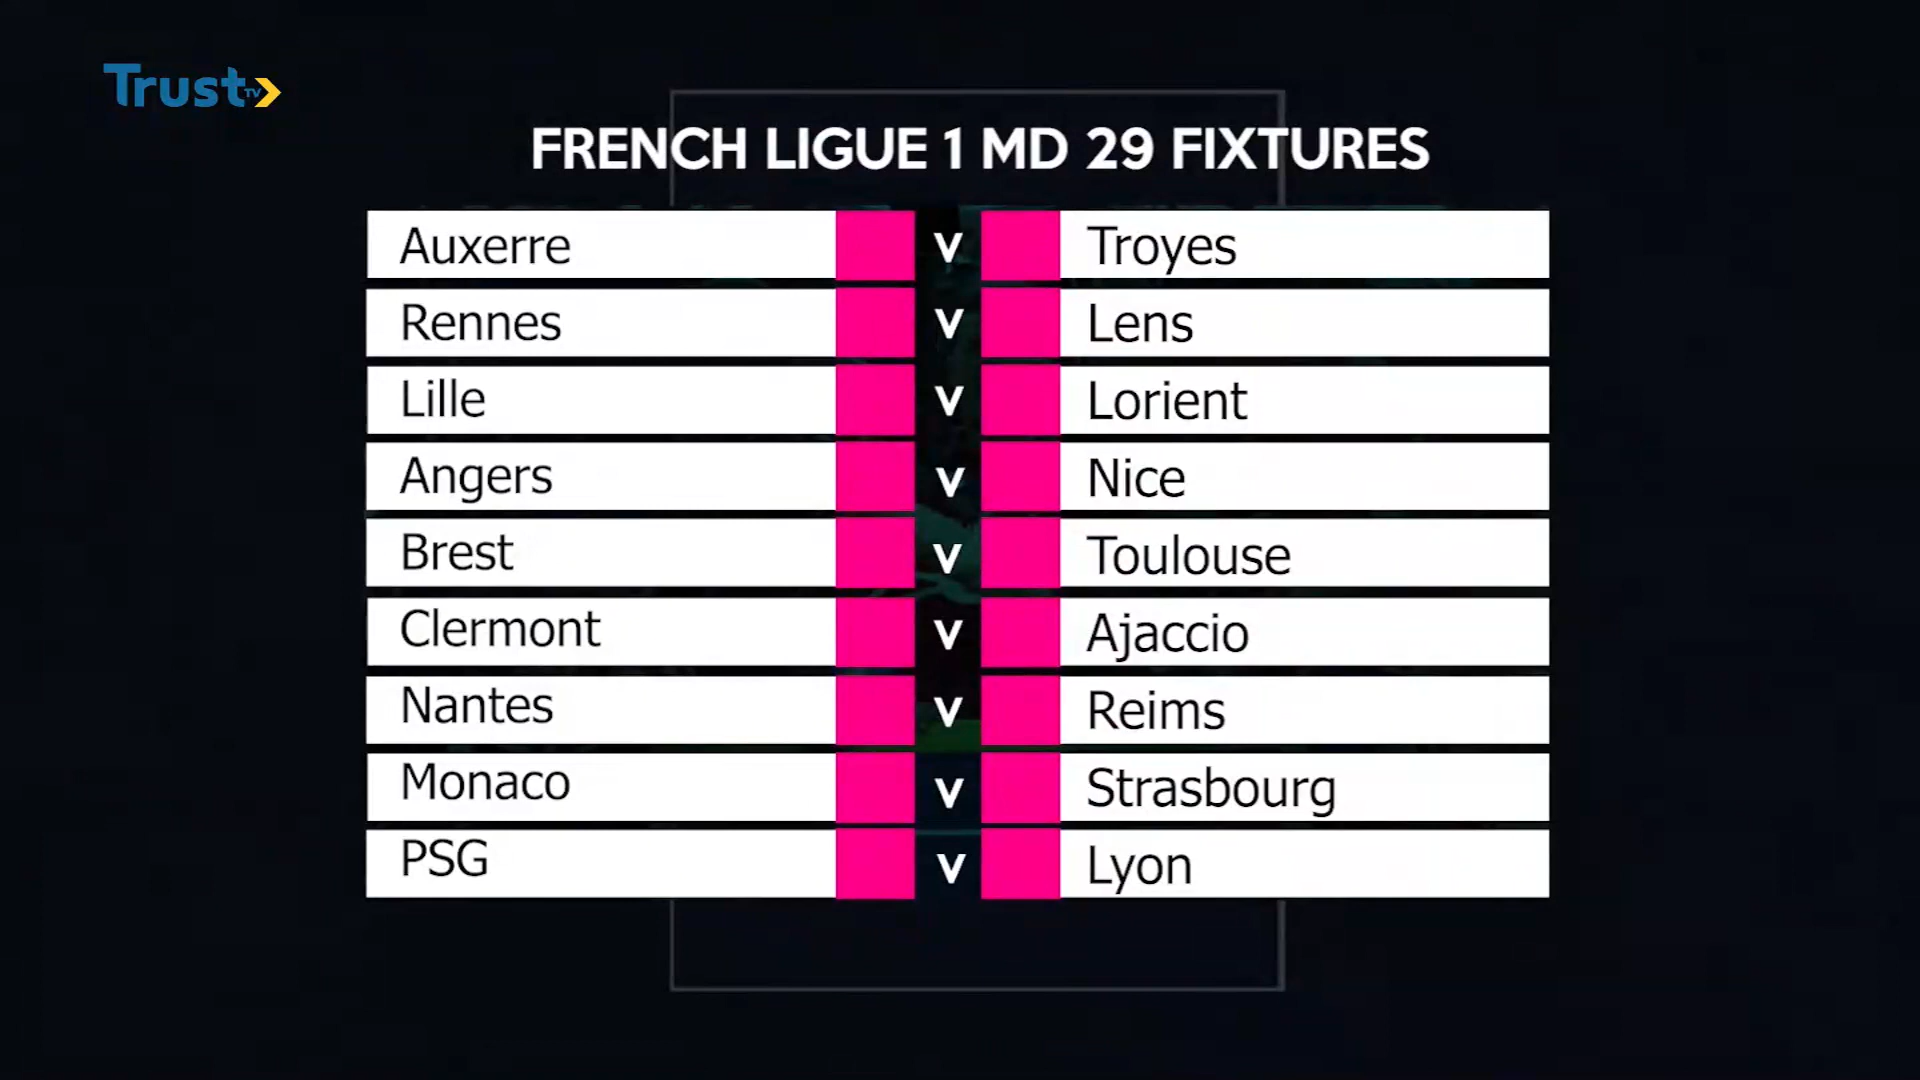 Trust TV
FRENCH LIGUE 1 MD 29 FIXTURES
Auxerre V Troyes
Rennes V Lens
Lille V Lorient
Angers V Nice
Brest V Toulouse
Clermont V Ajaccio
Nantes V Reims
Monaco V Strasbourg
PSG V Lyon